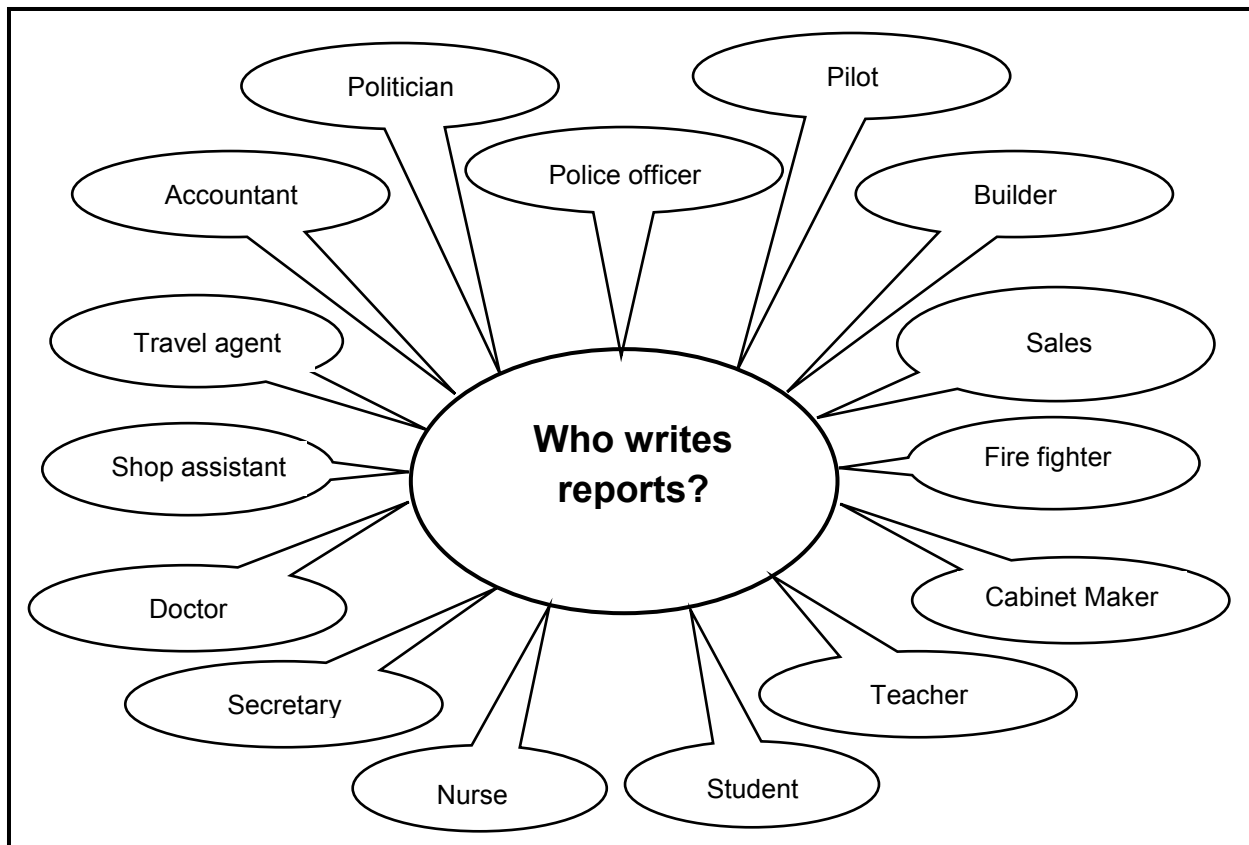 Politician
Pilot
Police officer
Accountant
Builder
Travel agent
Sales
Who writes
reports?
Shop assistant
Fire fighter
Doctor
Cabinet Maker
Secretary
Teacher
Nurse
Student